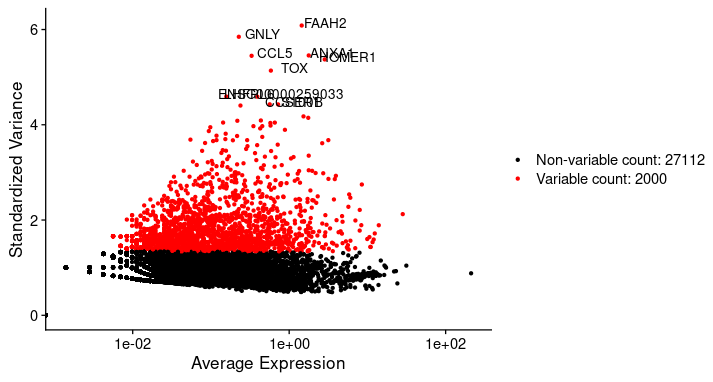 FAAH2
GNLY
CCL5
ANXA1
HOMER1
TOX
Standardized Variance
6
4
2
0
Non-variable count: 27112
Variable count: 2000
1e-02
1e+00
1e+02
Average Expression